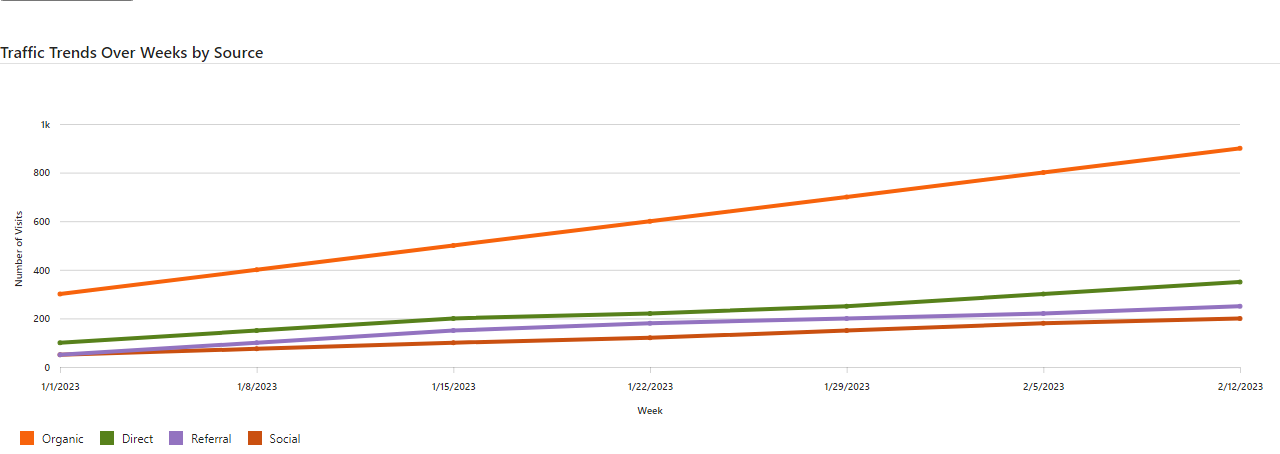 Traffic Trends Over Weeks by Source
1k
800
600
400
200
0
Number of Visits
1/1/2023 1/8/2023 1/15/2023 1/22/2023 1/29/2023 2/5/2023 2/12/2023
Week
Organic Direct Referral Social